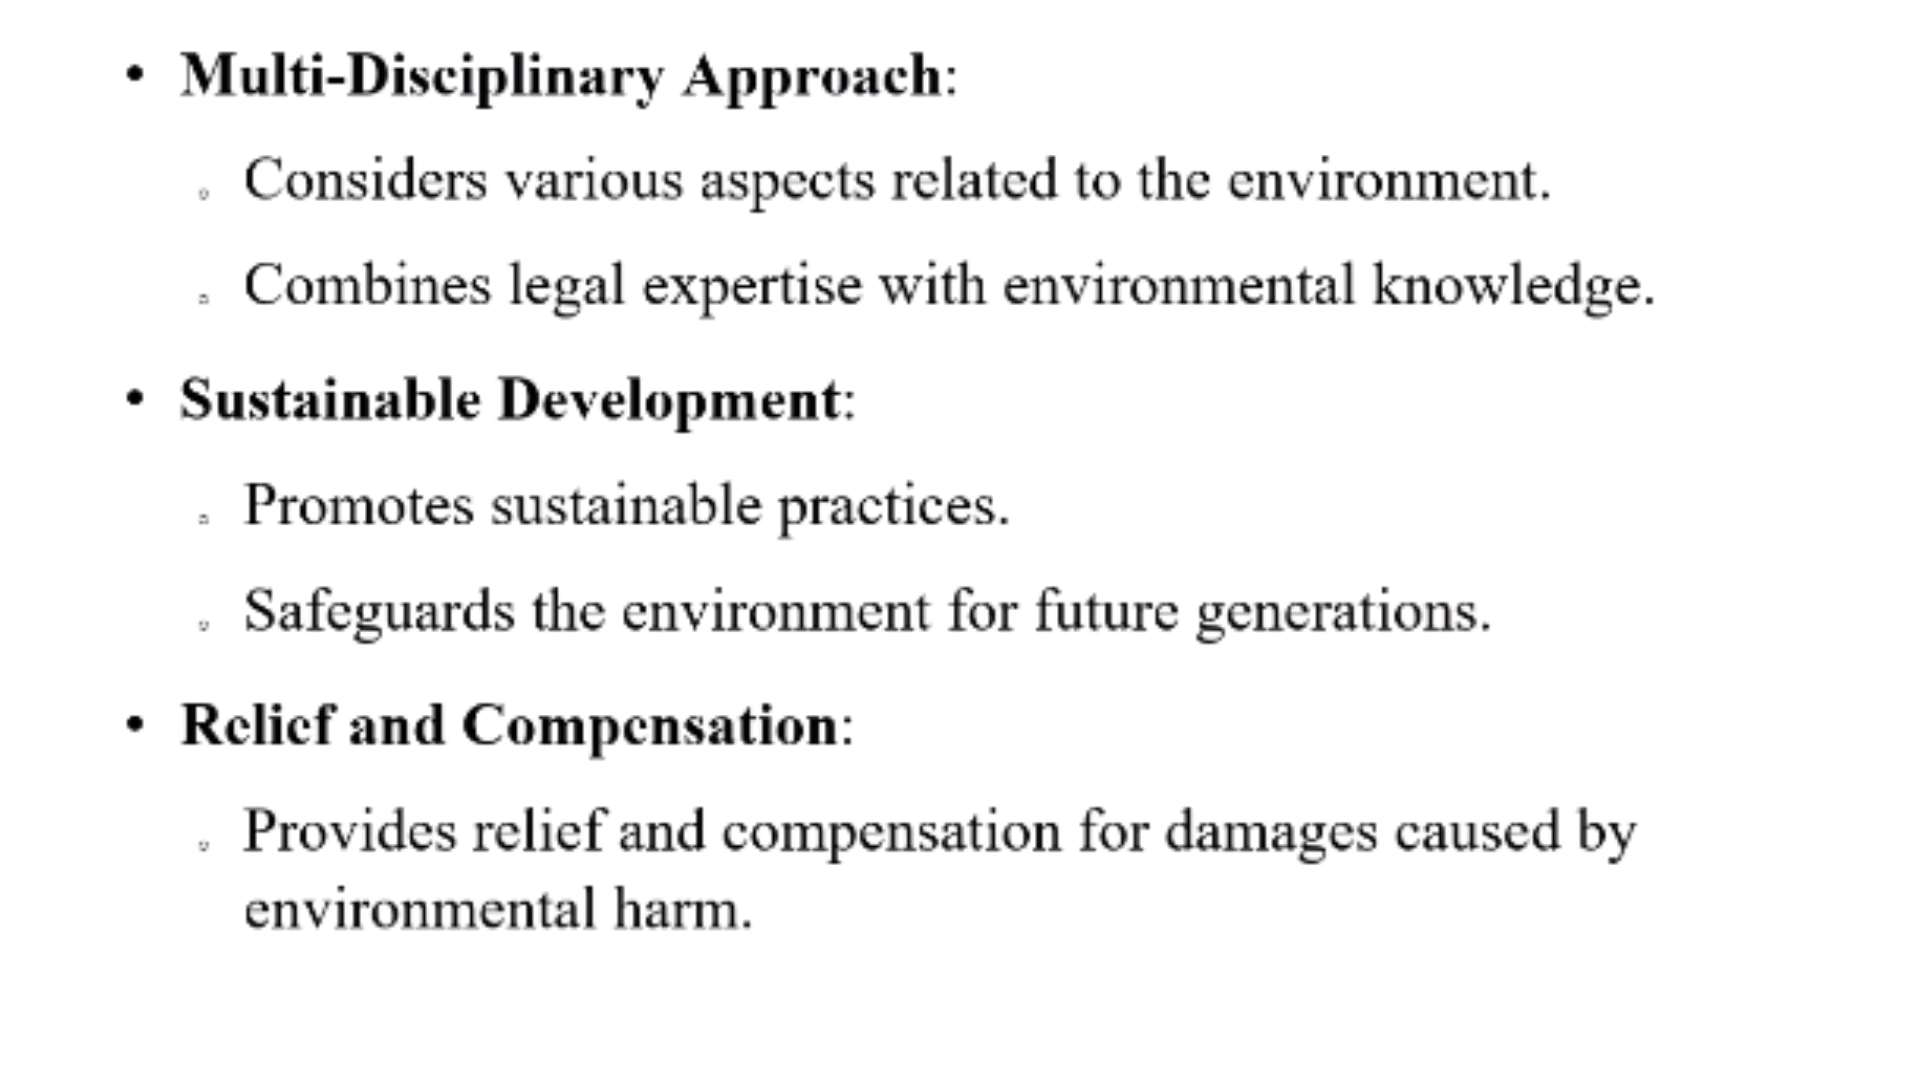 • Multi-Disciplinary Approach:
◦ Considers various aspects related to the environment.
◦ Combines legal expertise with environmental knowledge.
• Sustainable Development:
◦ Promotes sustainable practices.
◦ Safeguards the environment for future generations.
• Relief and Compensation:
◦ Provides relief and compensation for damages caused by
environmental harm.